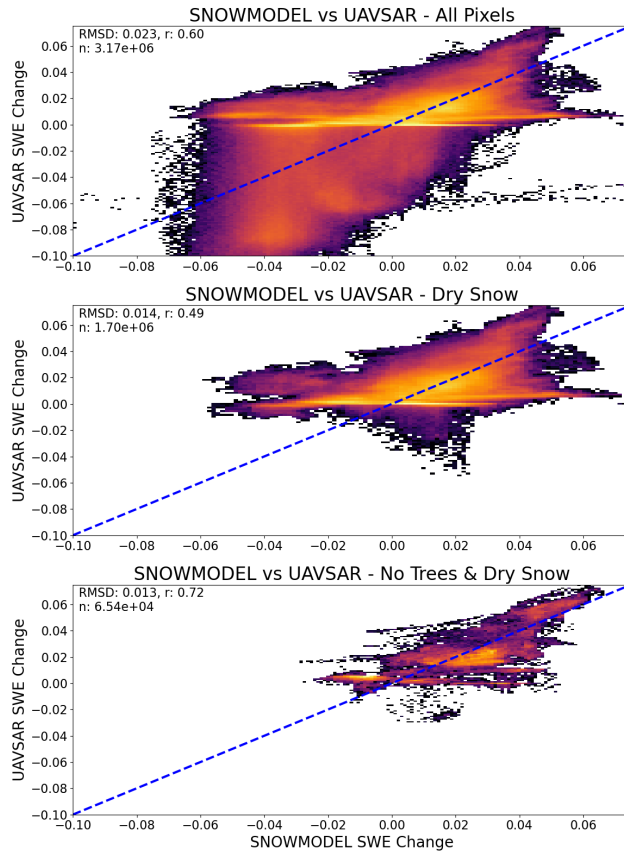 SNOWMODEL vs UAVSAR - All Pixels
RMSD: 0.023, r: 0.60
n: 3.17e+06
UAVSAR SWE Change
0.06
0.04
0.02
0.00
−0.02
−0.04
−0.06
−0.08
−0.10
−0.10 −0.08 −0.06 −0.04 −0.02 0.00 0.02 0.04 0.06
SNOWMODEL vs UAVSAR - Dry Snow
RMSD: 0.014, r: 0.49
n: 1.70e+06
UAVSAR SWE Change
0.06
0.04
0.02
0.00
−0.02
−0.04
−0.06
−0.08
−0.10
−0.10 −0.08 −0.06 −0.04 −0.02 0.00 0.02 0.04 0.06
SNOWMODEL vs UAVSAR - No Trees & Dry Snow
RMSD: 0.013, r: 0.72
n: 6.54e+04
UAVSAR SWE Change
0.06
0.04
0.02
0.00
−0.02
−0.04
−0.06
−0.08
−0.10
−0.10 −0.08 −0.06 −0.04 −0.02 0.00 0.02 0.04 0.06
SNOWMODEL SWE Change